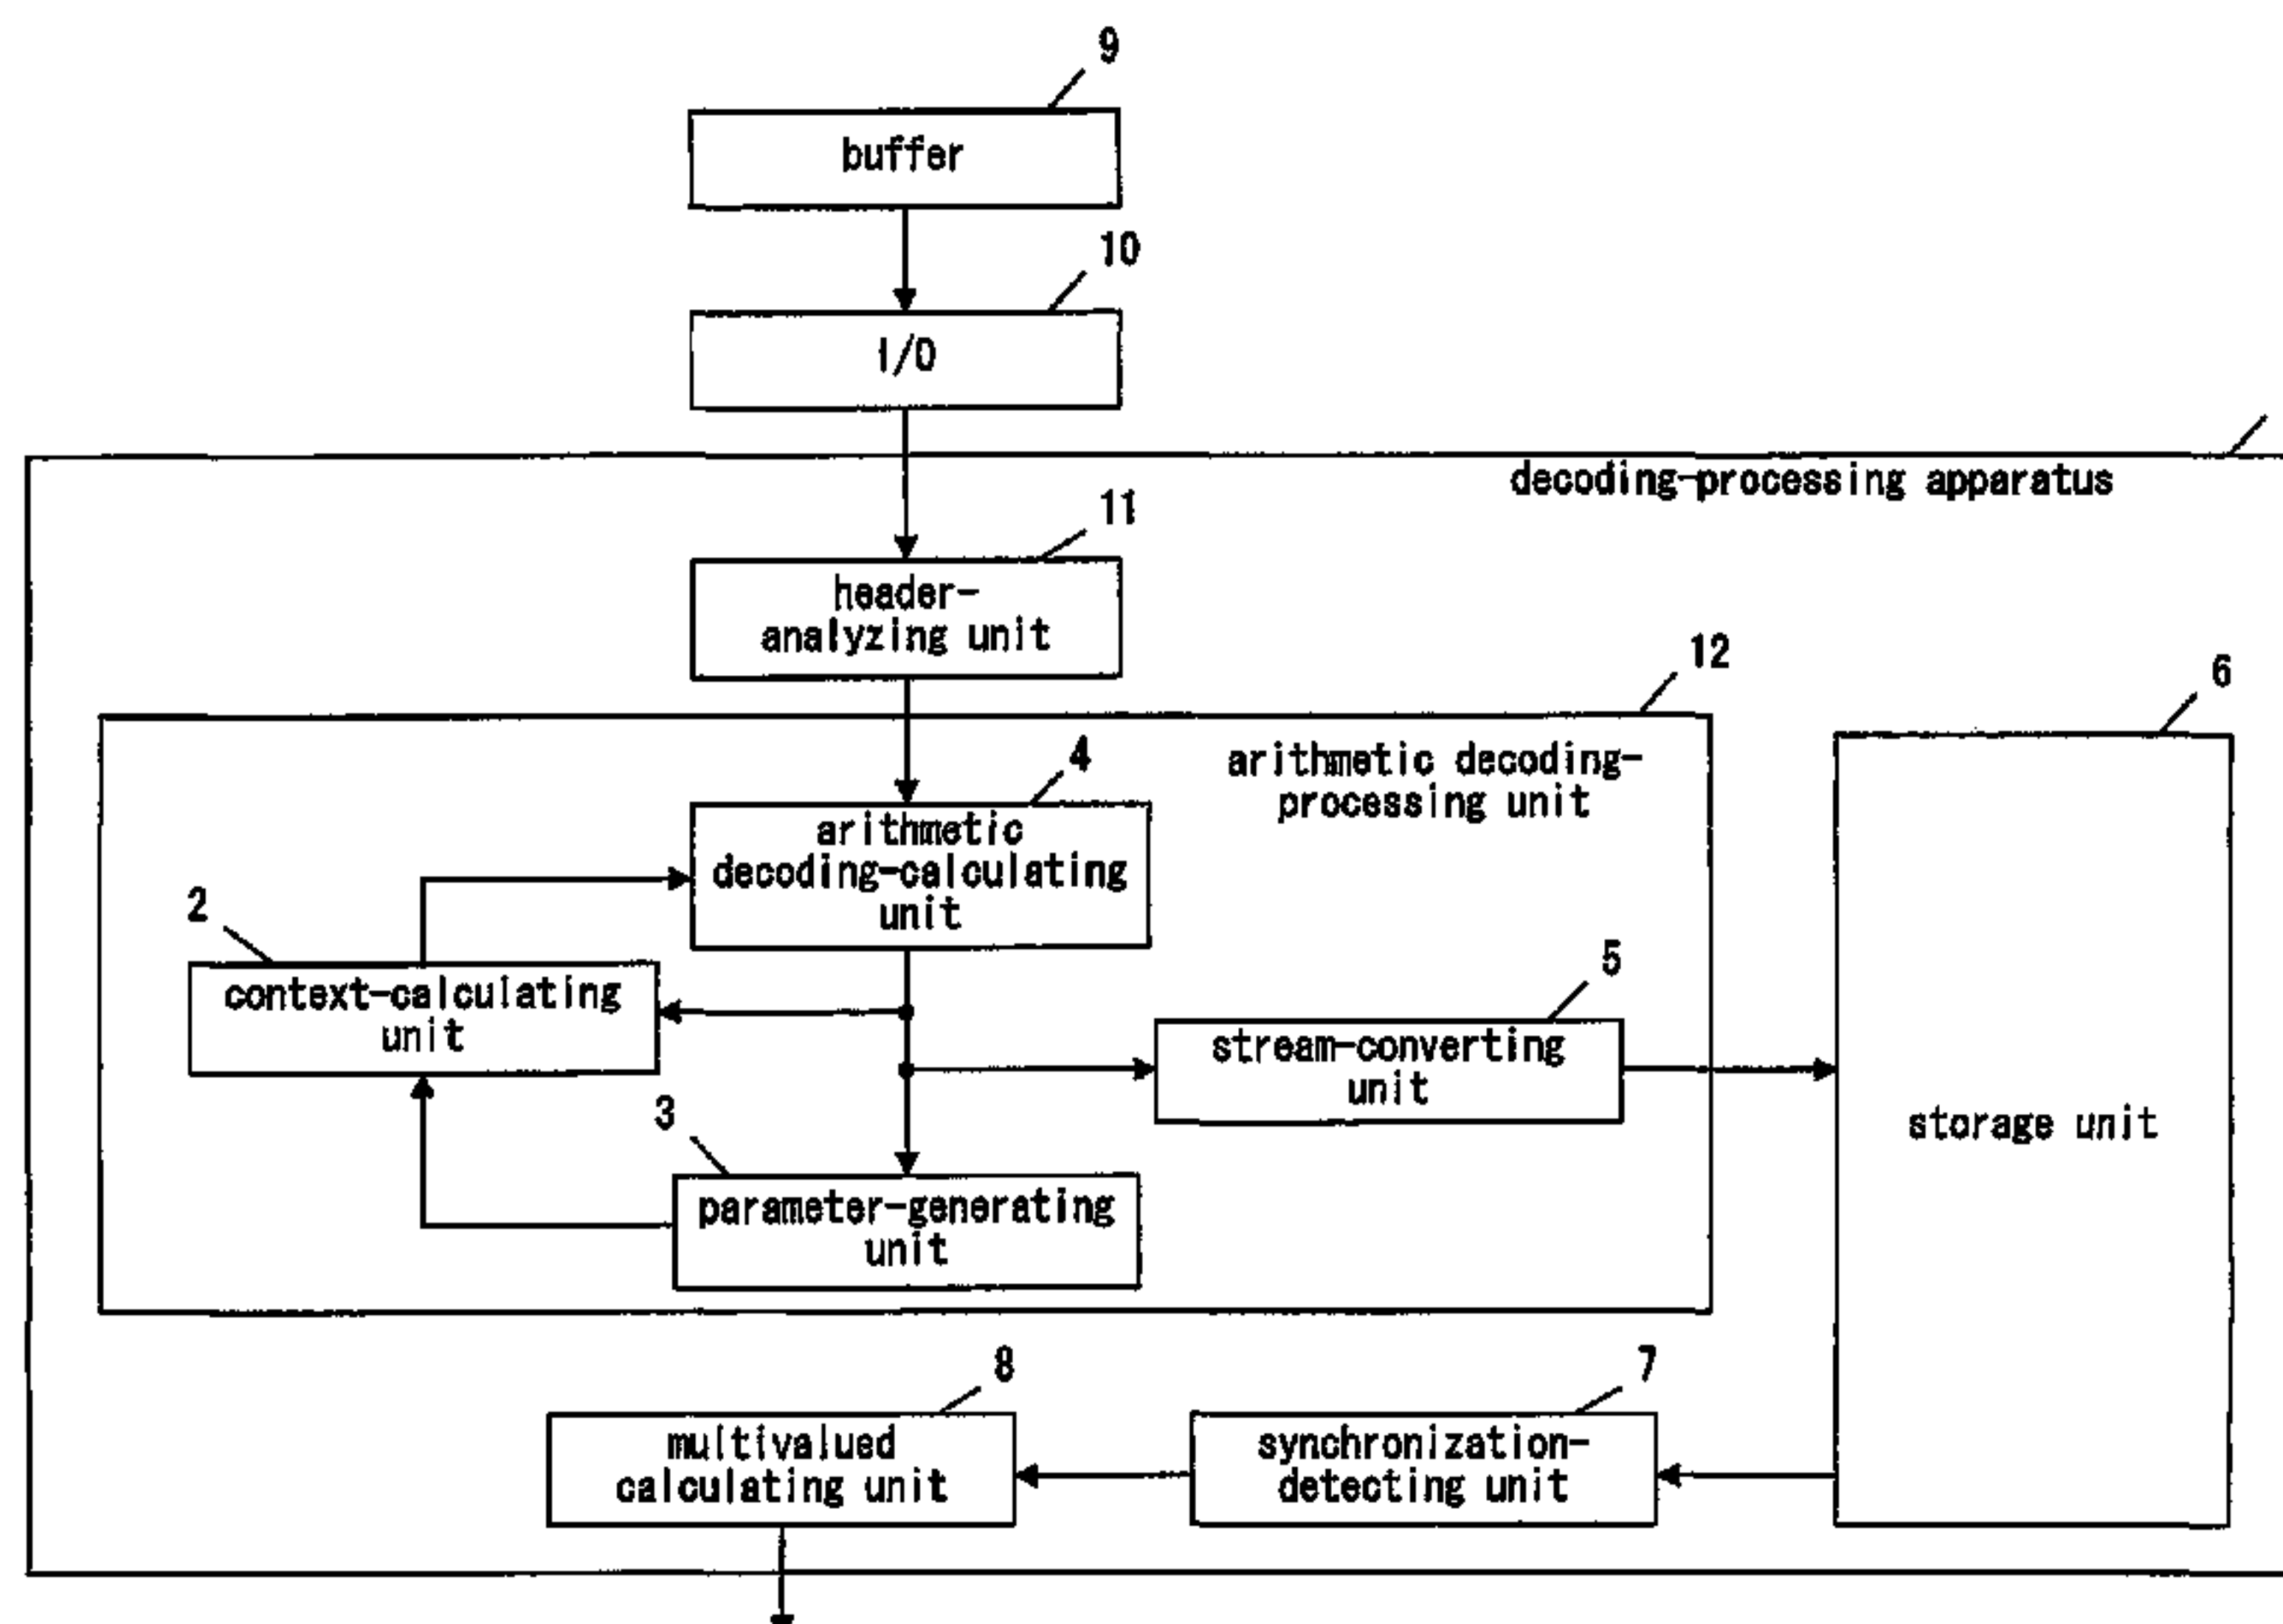 9
buffer
10
I/O
decoding-processing apparatus
11
header-
analyzing unit
12
6
arithmetic decoding-
processing unit
4
arithmetic
decoding-calculating
unit
2
context-calculating
unit
5
stream-converting
unit
3
storage unit
parameter-generating
unit
8
7
multivalued
calculating unit
synchronization-
detecting unit